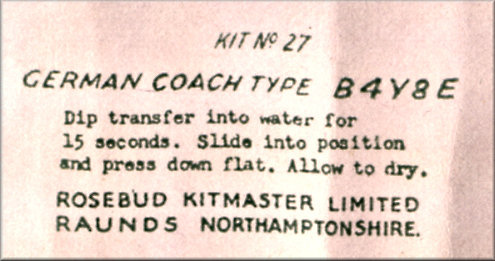 KIT Nº 27
GERMAN COACH TYPE B4Y8E
Dip transfer into water for
15 seconds. Slide into position
and press down flat. Allow to dry.
ROSEBUD KITMASTER LIMITED
RAUNDS NORTHAMPTONSHIRE.